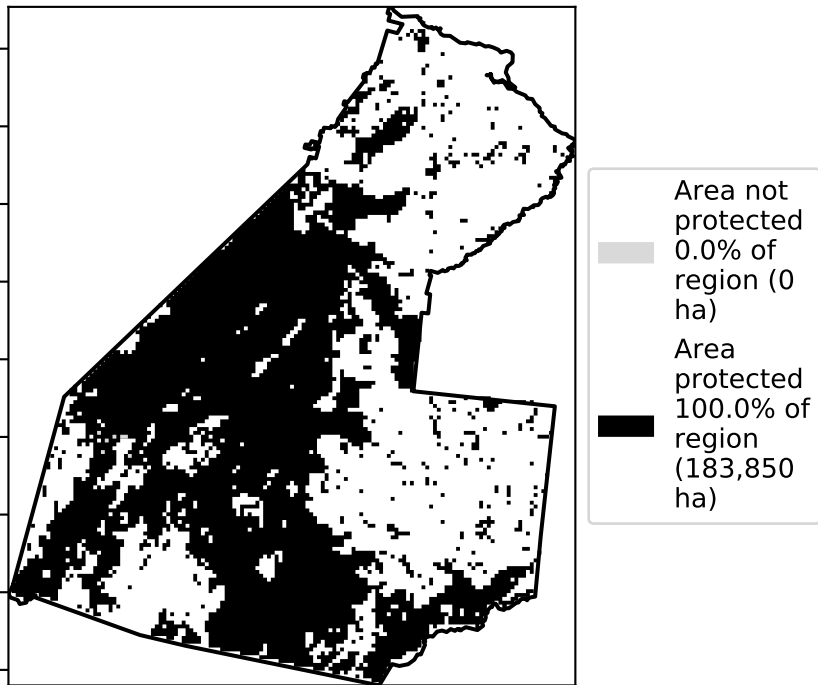 Area not
protected
0.0% of
region (0
ha)
Area
protected
100.0% of
region
(183,850
ha)